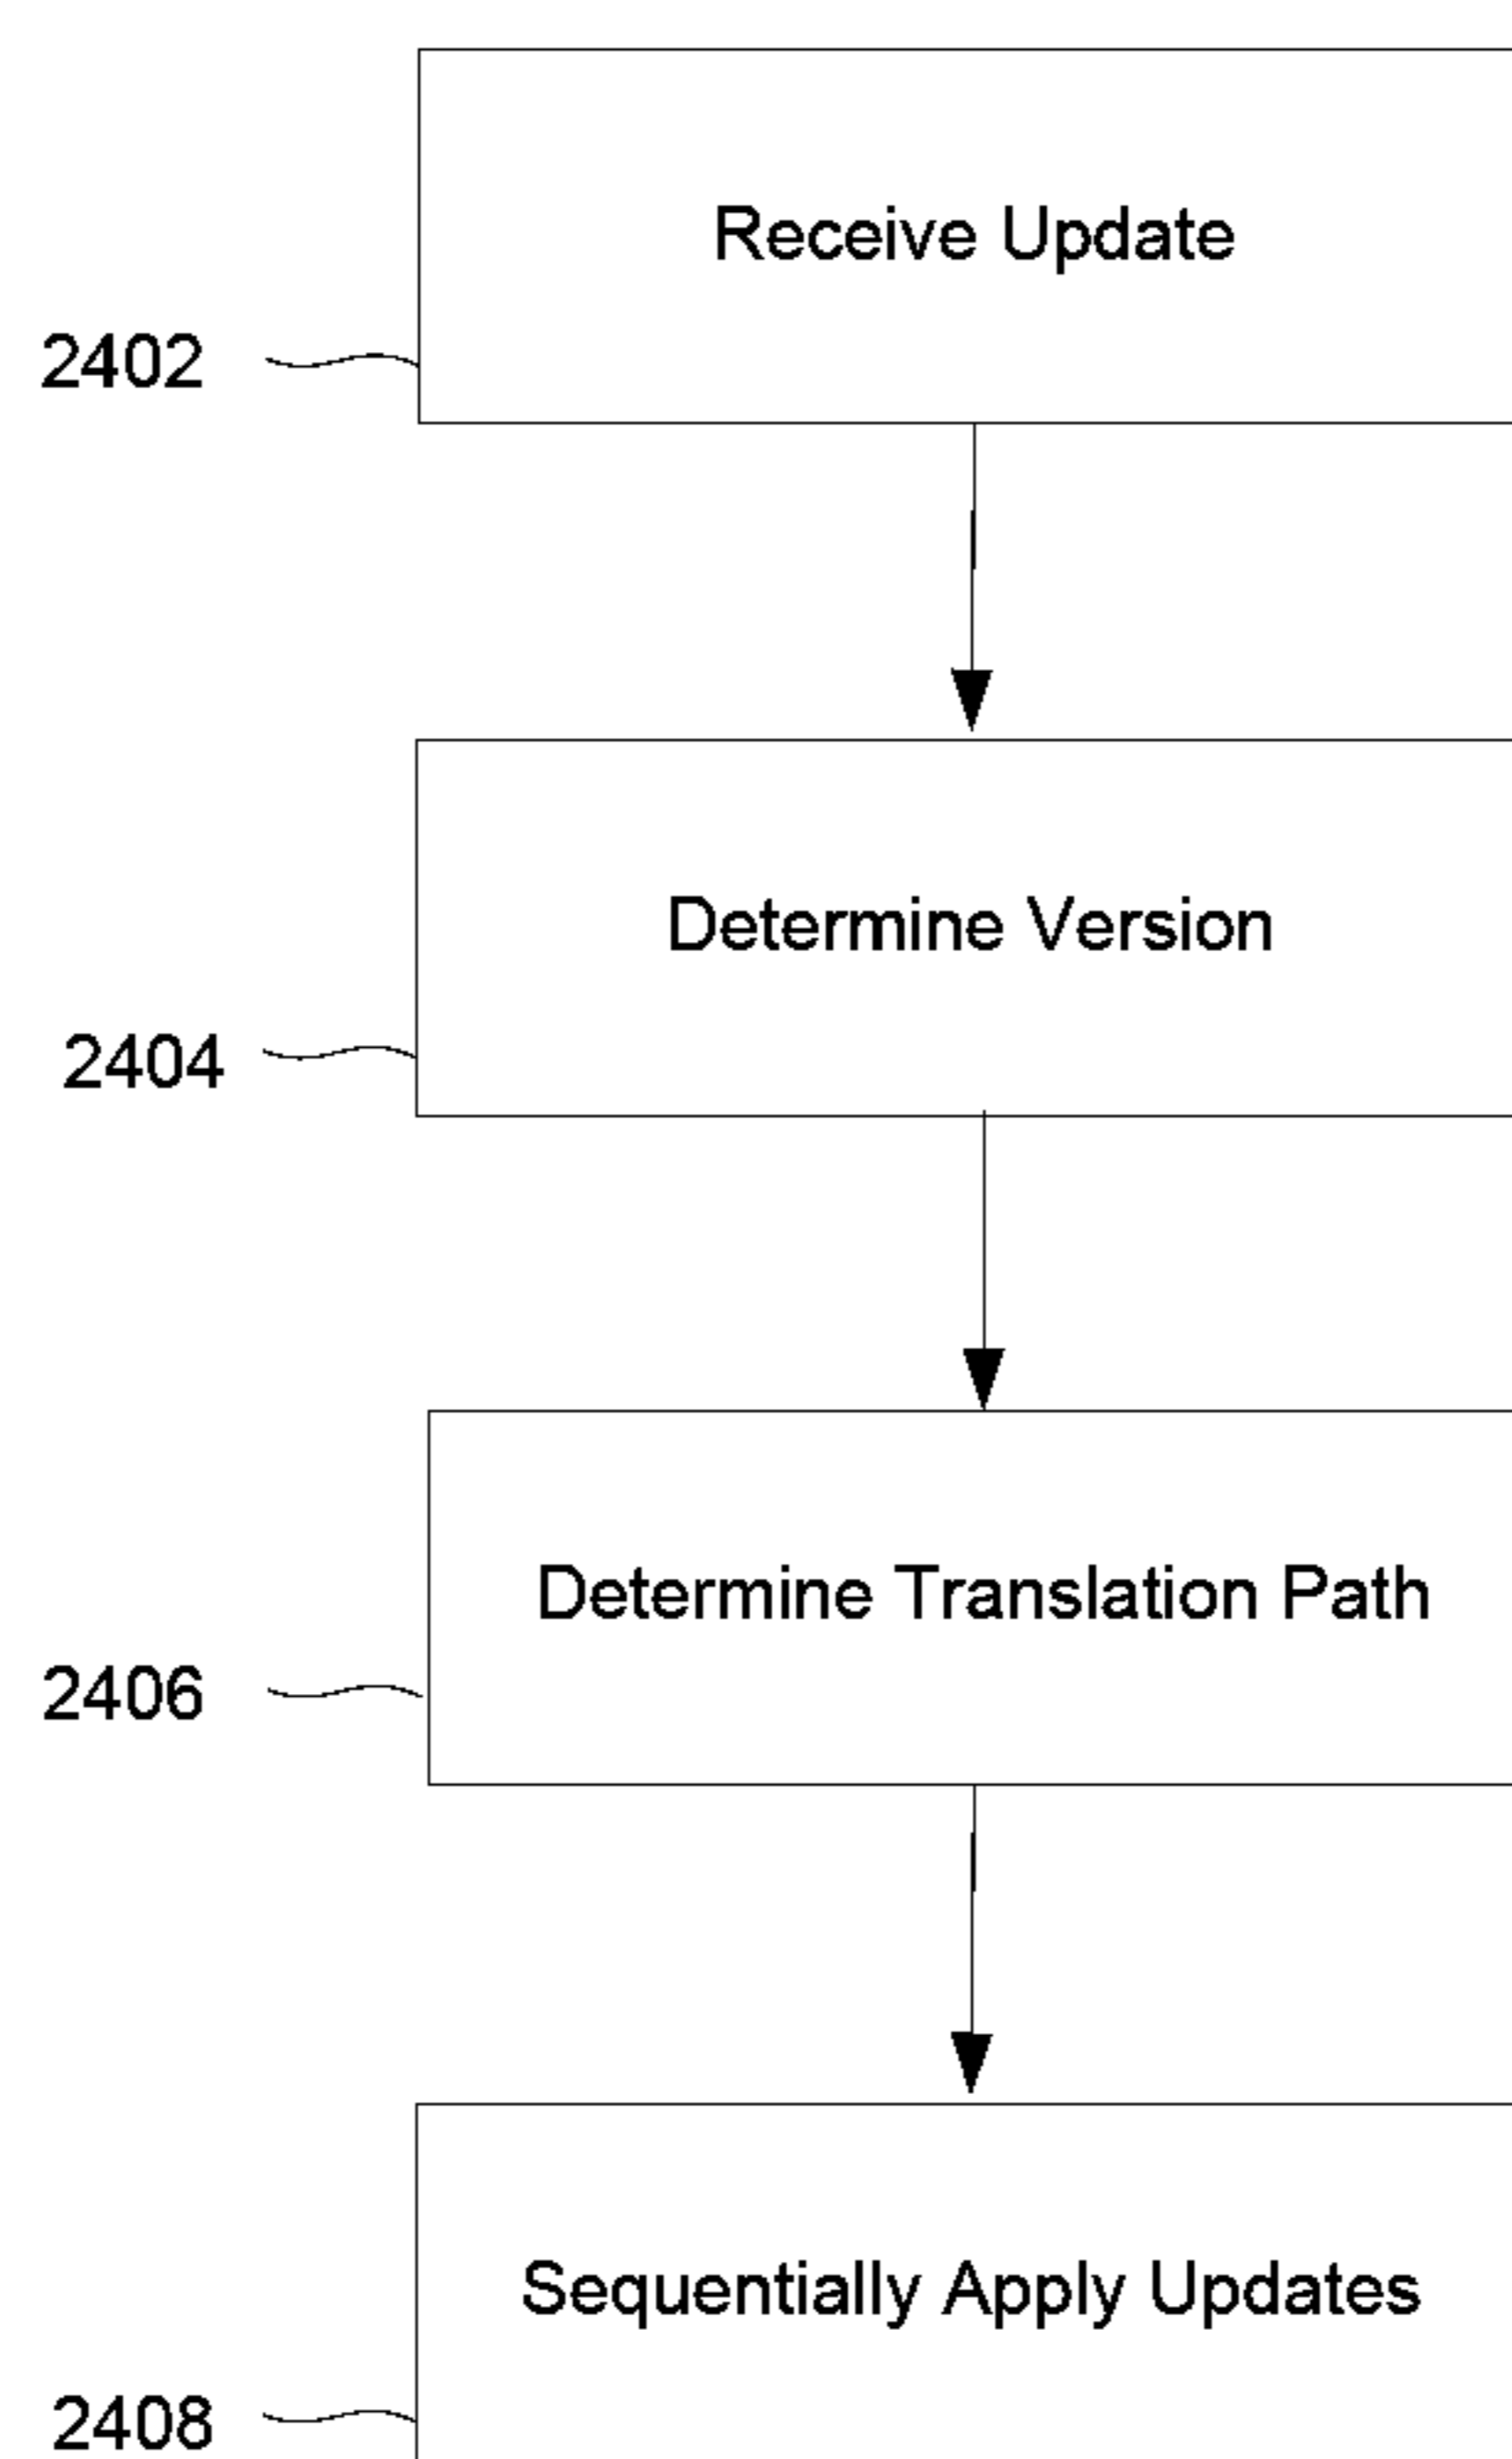 Receive Update
2402
Determine Version
2404
Determine Translation Path
2406
Sequentially Apply Updates
2408